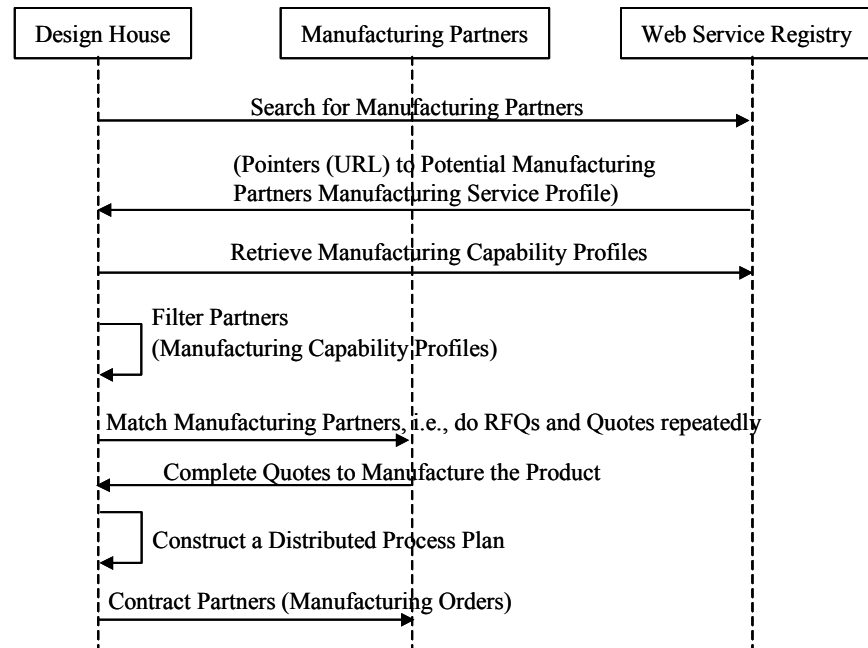 Design House
Manufacturing Partners
Web Service Registry
Search for Manufacturing Partners
(Pointers (URL) to Potential Manufacturing
Partners Manufacturing Service Profile)
Retrieve Manufacturing Capability Profiles
Filter Partners
(Manufacturing Capability Profiles)
Match Manufacturing Partners, i.e., do RFQs and Quotes repeatedly
Complete Quotes to Manufacture the Product
Construct a Distributed Process Plan
Contract Partners (Manufacturing Orders)